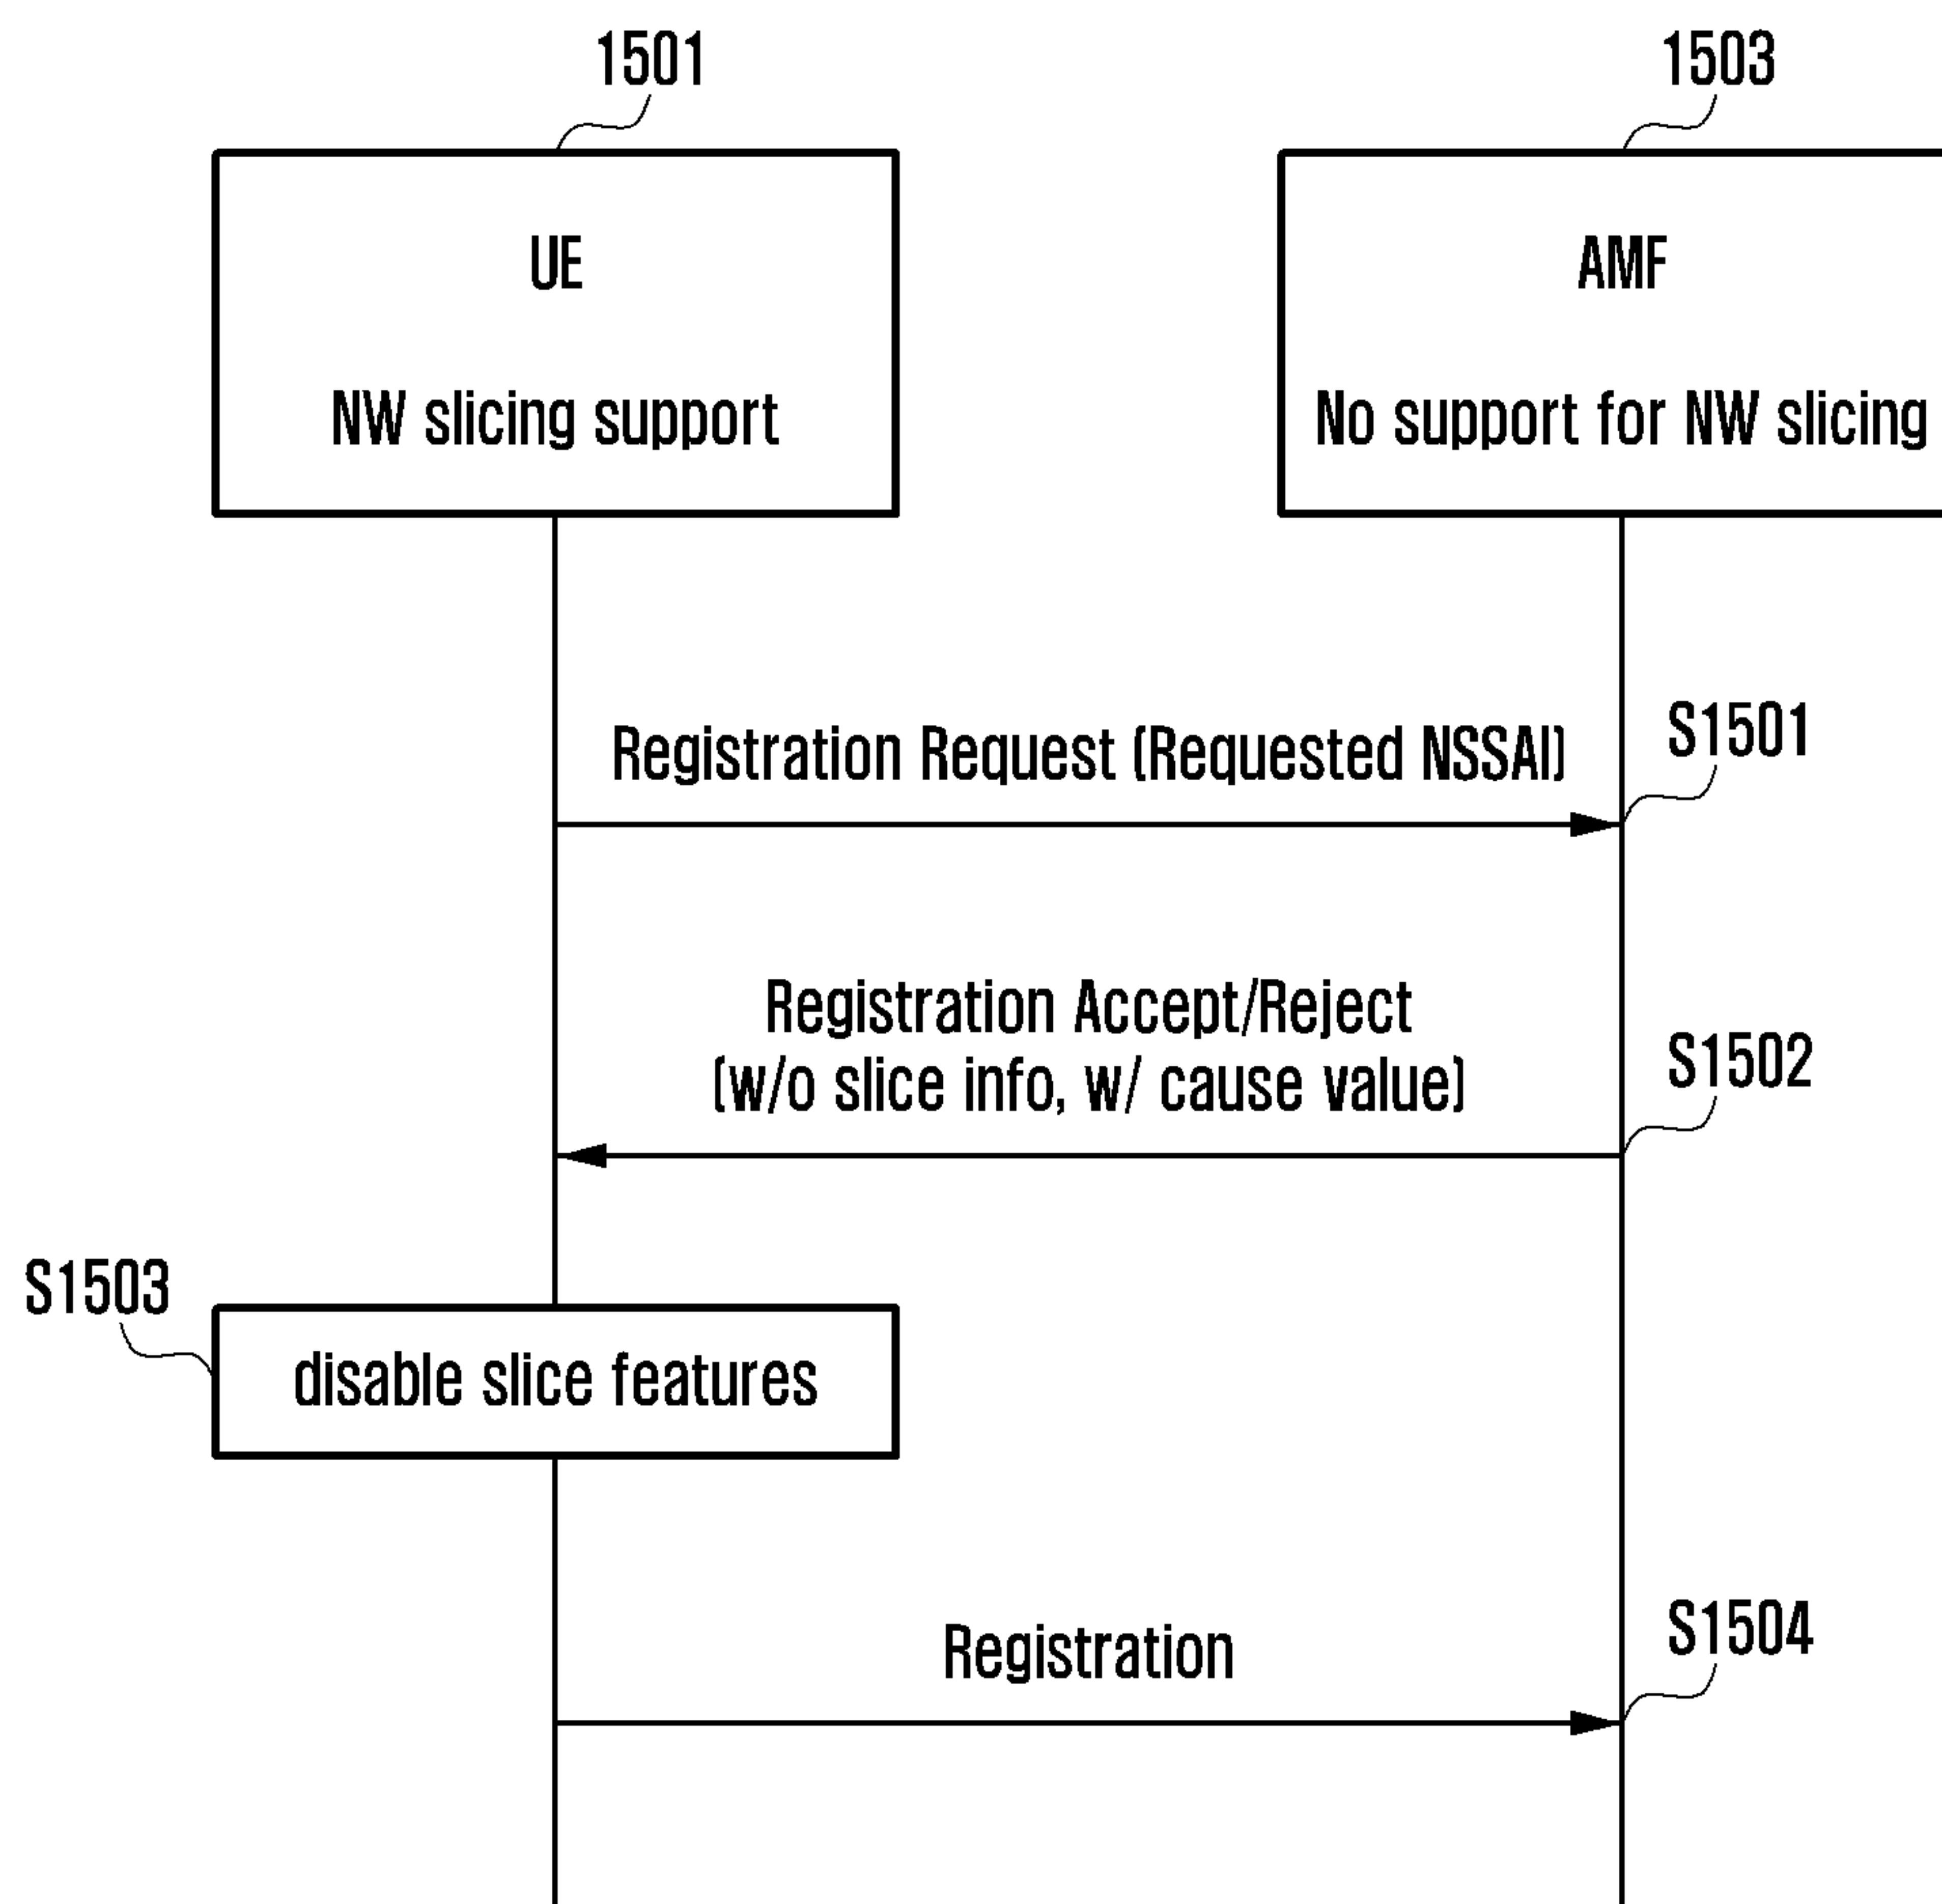 1501
1503
UE
NW slicing support
AMF
No support for NW slicing
Registration Request (Requested NSSAI)
S1501
Registration Accept/Reject
(w/o slice info, w/ cause value)
S1502
S1503
disable slice features
Registration
S1504